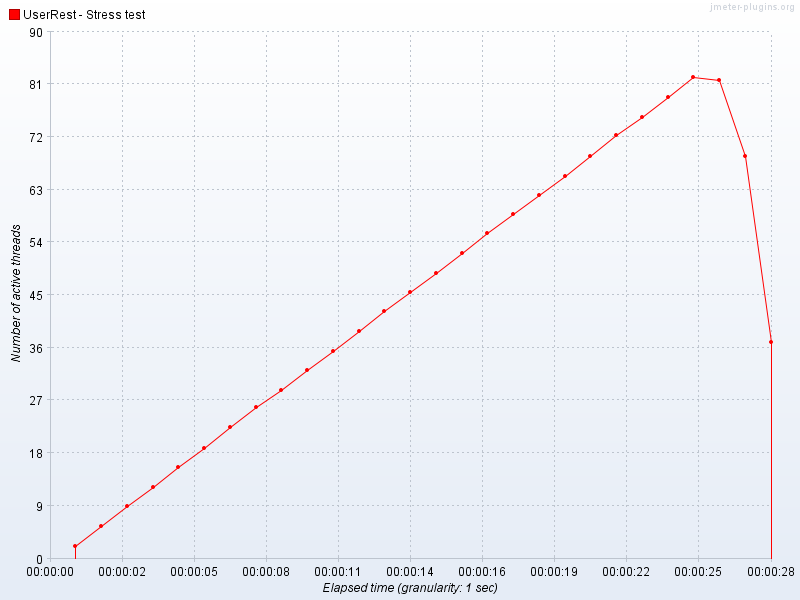 jmeter-plugins.org
UserRest - Stress test
90
81
72
63
54
45
36
27
18
9
0
Number of active threads
00:00:00 00:00:02 00:00:05 00:00:08 00:00:11 00:00:14 00:00:16 00:00:19 00:00:22 00:00:25 00:00:28
Elapsed time (granularity: 1 sec)